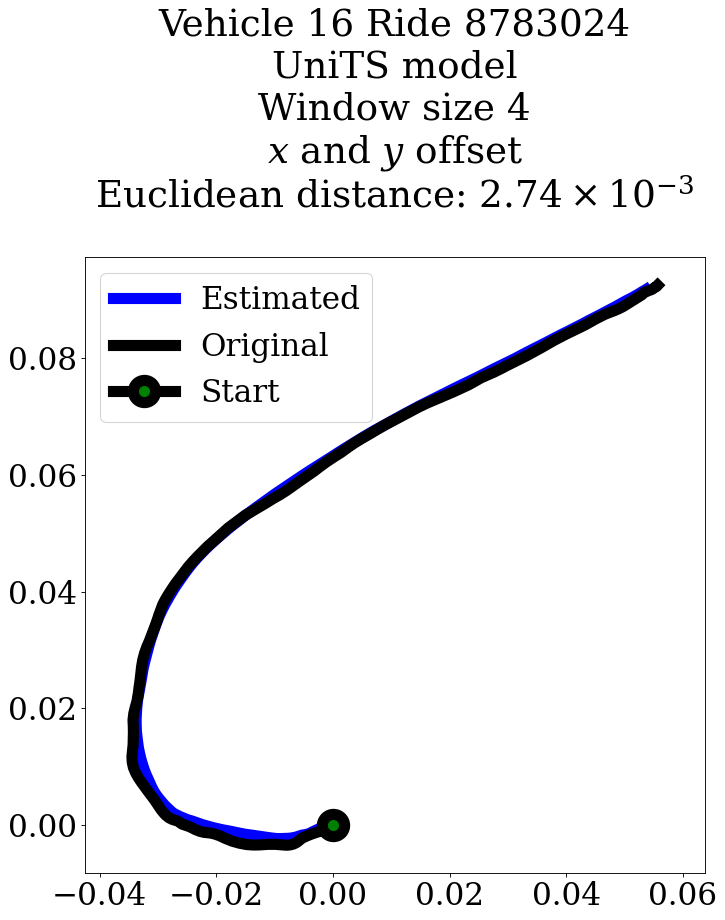 Vehicle 16 Ride 8783024
UniTS model
Window size 4
x and y offset
Euclidean distance: 2.74 × 10⁻³
Estimated
Original
Start
0.08
0.06
0.04
0.02
0.00
−0.04 −0.02 0.00 0.02 0.04 0.06